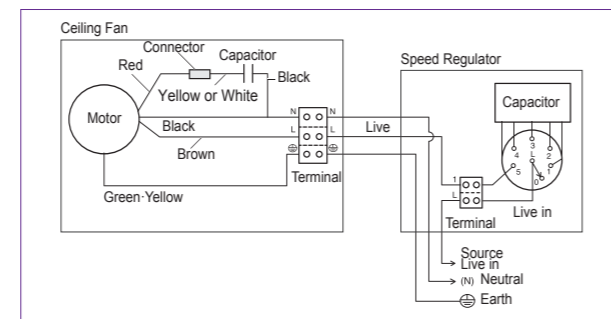 Ceiling Fan
Connector
Capacitor
Red
Black
Yellow or White
Motor
Black
Brown
Green·Yellow
N
N
L
L
Terminal
Live
Speed Regulator
Capacitor
3
L
4
2
5
1
0
1
L
Terminal
Live in
Source
Live in
(N) Neutral
Earth